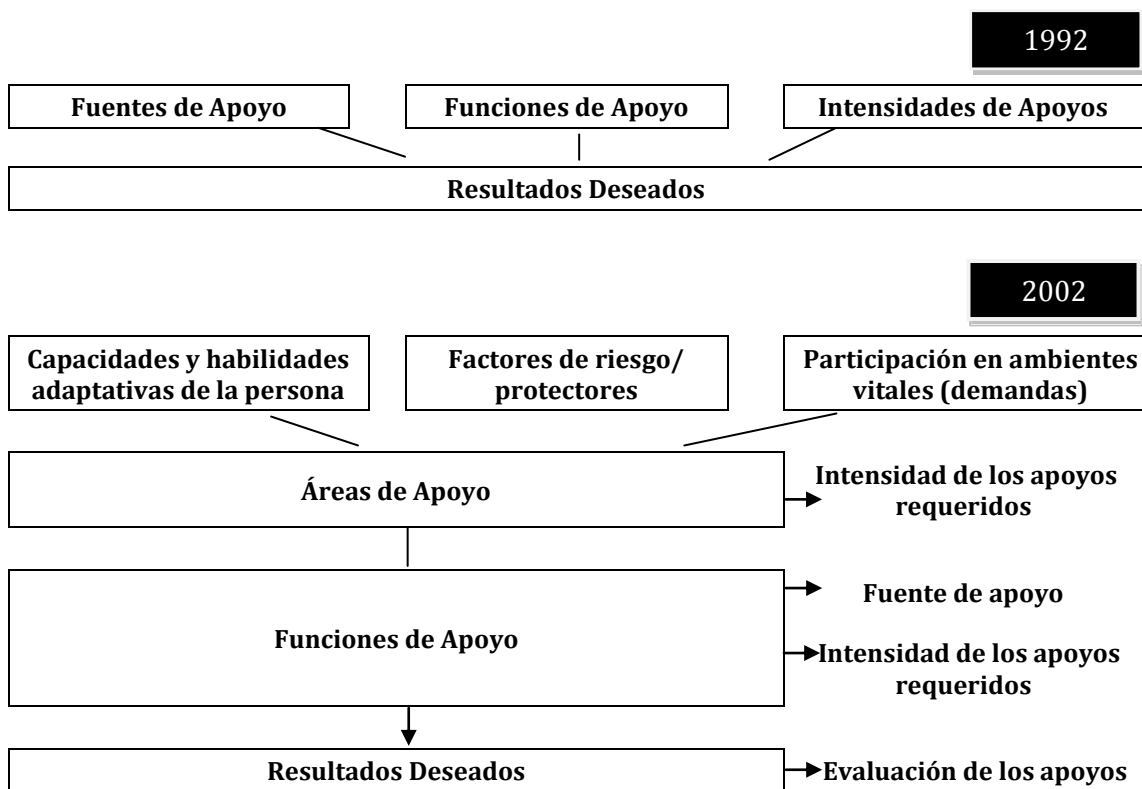 1992
Fuentes de Apoyo
Funciones de Apoyo
Intensidades de Apoyos
Resultados Deseados
2002
Capacidades y habilidades
adaptativas de la persona
Factores de riesgo/
protectores
Participación en ambientes
vitales (demandas)
Áreas de Apoyo
Intensidad de los apoyos
requeridos
Funciones de Apoyo
Fuente de apoyo
Intensidad de los apoyos
requeridos
Resultados Deseados
Evaluación de los apoyos